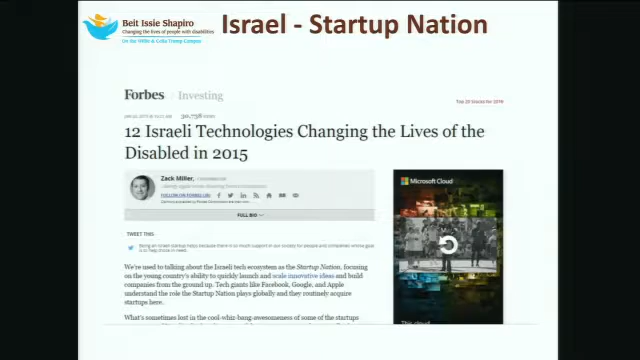 Beit Issie Shapiro
Changing the lives of people with disabilities
Israel - Startup Nation
Forbes / Investing
12 Israeli Technologies Changing the Lives of the
Disabled in 2015
Zack Miller,
FULL BIO
TWEET THIS
Microsoft Cloud
We're used to talking about the Israeli tech ecosystem as the Startup Nation, focusing
on the young country's ability to quickly launch and scale innovative ideas and build
companies from the ground up. Tech giants like Facebook, Google, and Apple
understand the role the Startup Nation plays globally and they routinely acquire
startups here.
What's sometimes lost in the cool-whiz-bang-awesomeness of some of the startups
This cloud